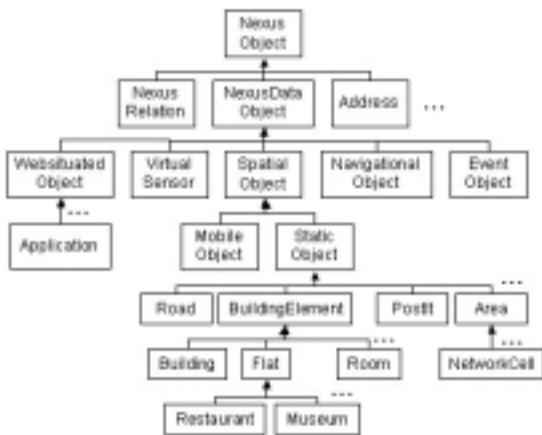 Nexus
Object
Nexus
Relation
NexusData
Object
Address
...
Websituated
Object
Virtual
Sensor
Spatial
Object
Navigational
Object
Event
Object
...
Application
Mobile
Object
Static
Object
...
Road
BuildingElement
PostIt
Area
...
...
Building
Flat
Room
NetworkCell
...
Restaurant
Museum